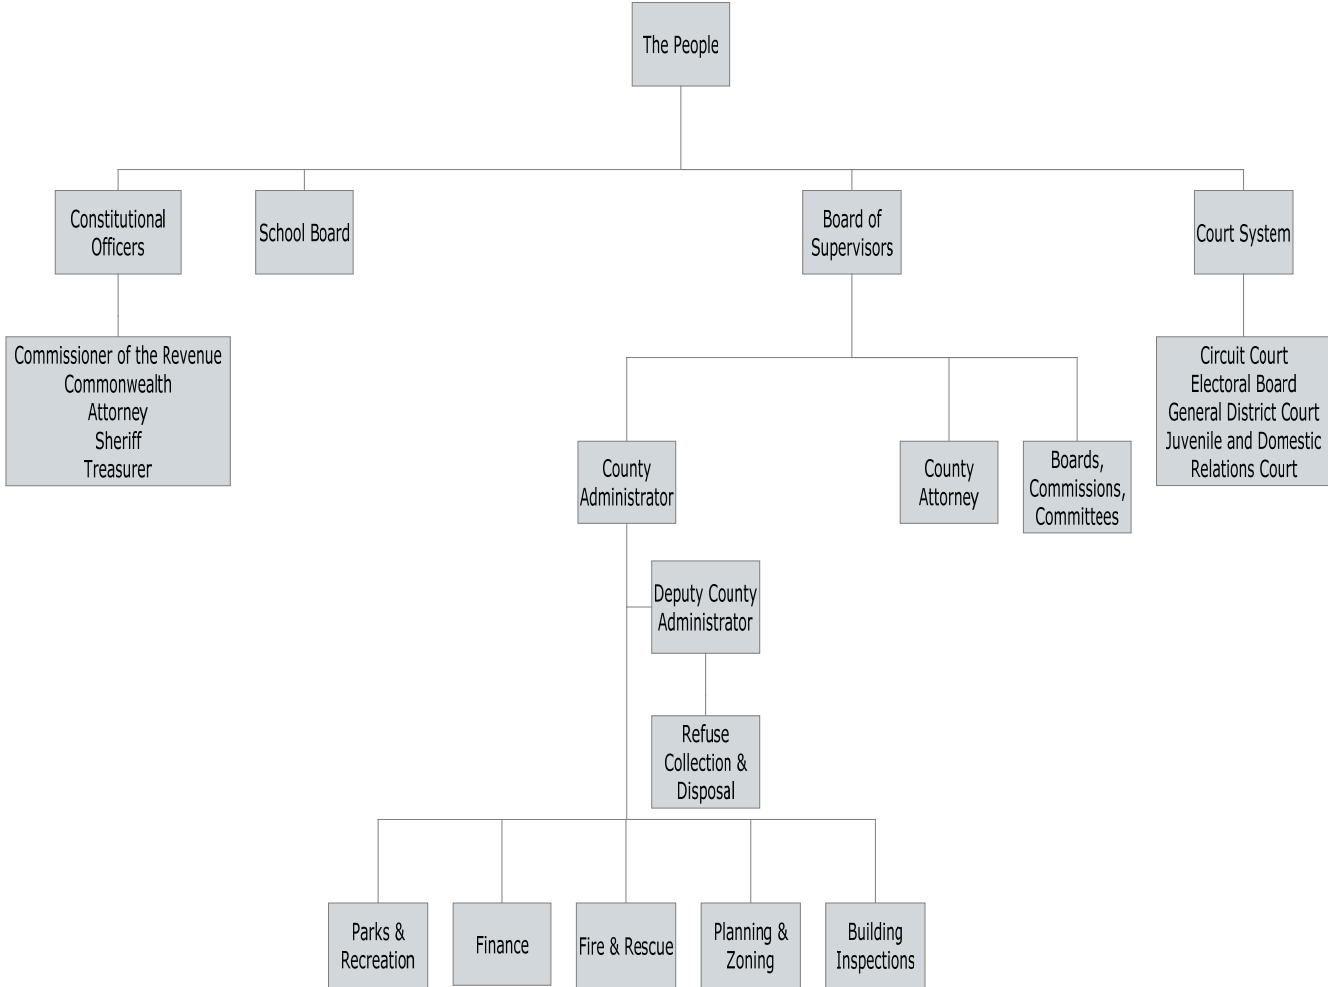 The People
Constitutional
Officers
School Board
Board of
Supervisors
Court System
Commissioner of the Revenue
Commonwealth
Attorney
Sheriff
Treasurer
Circuit Court
Electoral Board
General District Court
Juvenile and Domestic
Relations Court
County
Administrator
County
Attorney
Boards,
Commissions,
Committees
Deputy County
Administrator
Refuse
Collection &
Disposal
Parks &
Recreation
Finance
Fire & Rescue
Planning &
Zoning
Building
Inspections